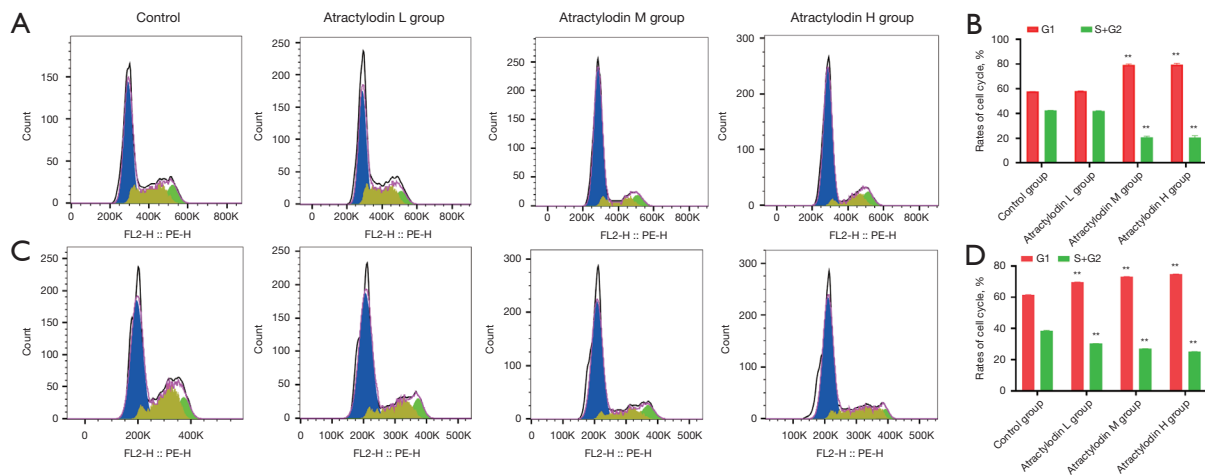 A
Control
Atractylodin L group
Atractylodin M group
Atractylodin H group
Count
150
100
50
0
0
200K
400K
600K
800K
FL2-H :: PE-H
Count
250
200
150
100
50
0
0
200K
400K
600K
800K
FL2-H :: PE-H
Count
300
200
100
0
0
200K
400K
600K
800K
FL2-H :: PE-H
Count
300
250
200
150
100
50
0
0
200K
400K
600K
800K
FL2-H :: PE-H
B
G1
S+G2
Rates of cell cycle, %
100
80
60
40
20
0
**
**
**
**
Control group
Atractylodin L group
Atractylodin M group
Atractylodin H group
C
Count
250
200
150
100
50
0
0
200K
400K
600K
FL2-H :: PE-H
Count
250
200
150
100
50
0
0
100K
200K
300K
400K
500K
FL2-H :: PE-H
Count
300
200
100
0
0
100K
200K
300K
400K
500K
FL2-H :: PE-H
Count
300
200
100
0
100K
200K
300K
400K
500K
FL2-H :: PE-H
D
G1
S+G2
Rates of cell cycle, %
80
60
40
20
0
**
**
**
**
**
**
Control group
Atractylodin L group
Atractylodin M group
Atractylodin H group